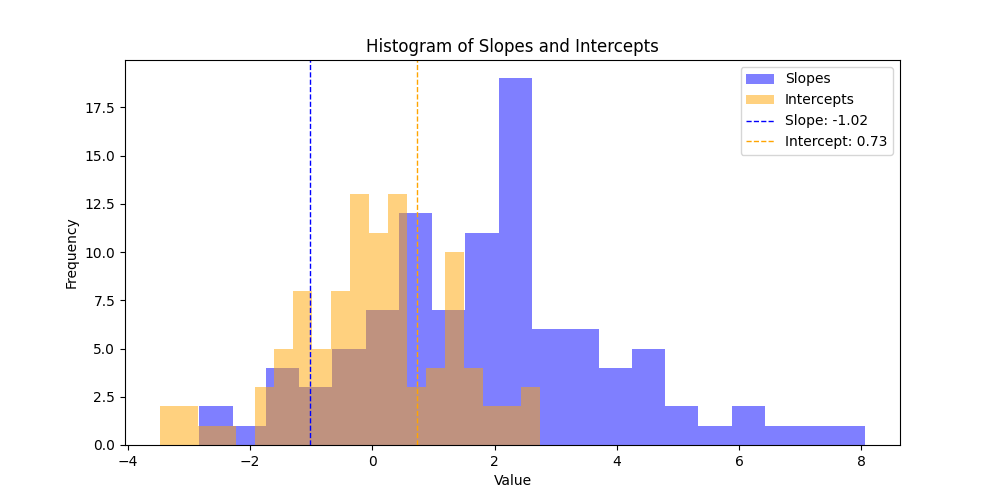 Histogram of Slopes and Intercepts
Slopes
Intercepts
Slope: -1.02
Intercept: 0.73
Frequency
17.5
15.0
12.5
10.0
7.5
5.0
2.5
0.0
−4
−2
0
2
4
6
8
Value